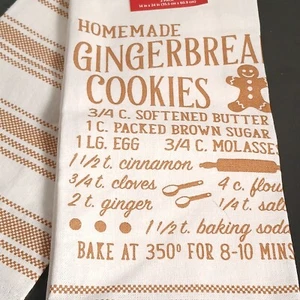 HOMEMADE
GINGERBREA
COOKIES
3/4 C. SOFTENED BUTTER
1 C. PACKED BROWN SUGAR
1 LG. EGG 3/4 C. MOLASSES
1 1/2 t. cinnamon
3/4 t. cloves 4 c. flou
2 t. ginger 1/4 t. sal
1 1/2 t. baking soda
BAKE AT 350° FOR 8-10 MINS